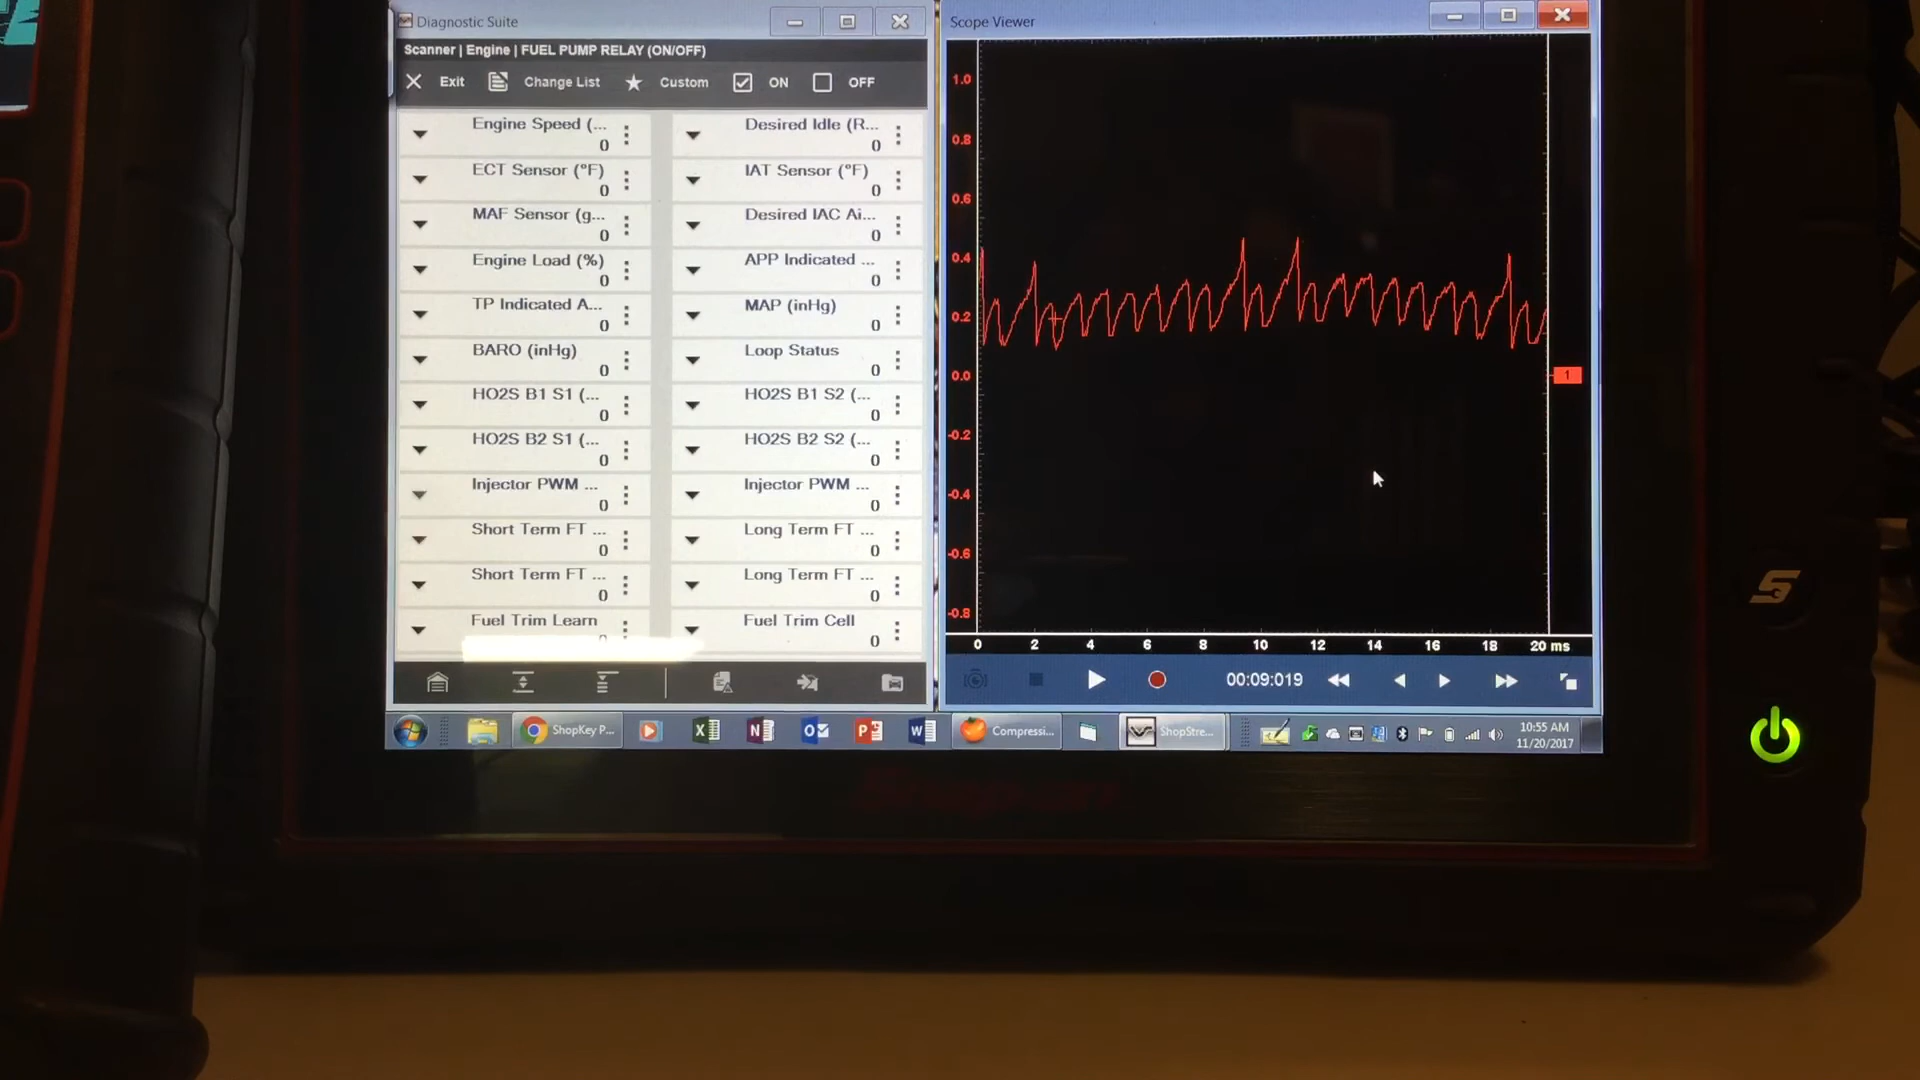 Diagnostic Suite
Scanner | Engine | FUEL PUMP RELAY (ON/OFF)
Exit Change List Custom ON OFF
Engine Speed (...
0
Desired Idle (R...
0
ECT Sensor (°F)
0
IAT Sensor (°F)
0
MAF Sensor (g...
0
Desired IAC Ai...
0
Engine Load (%)
0
APP Indicated ...
0
TP Indicated A...
0
MAP (inHg)
0
BARO (inHg)
0
Loop Status
0
HO2S B1 S1 (...
0
HO2S B1 S2 (...
0
HO2S B2 S1 (...
0
HO2S B2 S2 (...
0
Injector PWM ...
0
Injector PWM ...
0
Short Term FT ...
0
Long Term FT ...
0
Short Term FT ...
0
Long Term FT ...
0
Fuel Trim Learn
Fuel Trim Cell
0
Scope Viewer
1.0
0.8
0.6
0.4
0.2
0.0
-0.2
-0.4
-0.6
-0.8
1
0 2 4 6 8 10 12 14 16 18 20 ms
00:09:019
ShopKey P...
Compressi...
ShopStre...
10:55 AM
11/20/2017
Snap-on